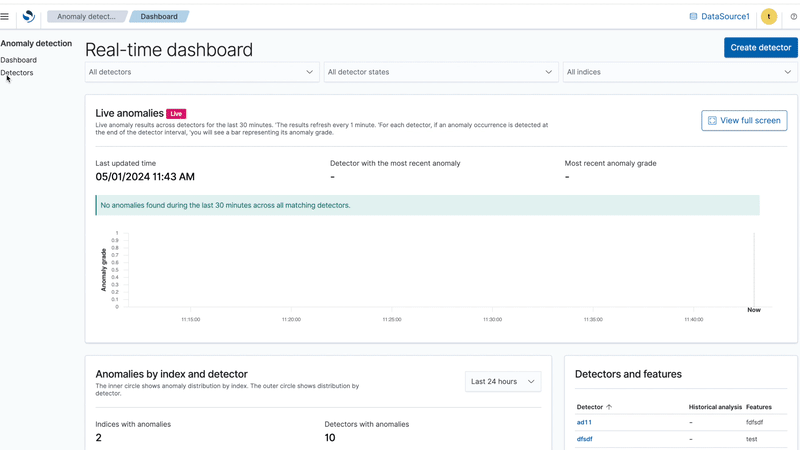 Anomaly detect...
Dashboard
DataSource1
t
Anomaly detection
Dashboard
Detectors
Real-time dashboard
Create detector
All detectors
All detector states
All indices
Live anomalies
Live
Live anomaly results across detectors for the last 30 minutes. 'The results refresh every 1 minute. 'For each detector, if an anomaly occurrence is detected at
the end of the detector interval, 'you will see a bar representing its anomaly grade.
View full screen
Last updated time
Detector with the most recent anomaly
Most recent anomaly grade
05/01/2024 11:43 AM
-
-
No anomalies found during the last 30 minutes across all matching detectors.
Anomaly grade
1
0.9
0.8
0.7
0.6
0.5
0.4
0.3
0.2
0.1
0
Now
11:15:00
11:20:00
11:25:00
11:30:00
11:35:00
11:40:00
Anomalies by index and detector
The inner circle shows anomaly distribution by index. The outer circle shows distribution by
detector.
Last 24 hours
Indices with anomalies
Detectors with anomalies
2
10
Detectors and features
Detector
Historical analysis
Features
ad11
-
fdfsdf
dfsdf
-
test